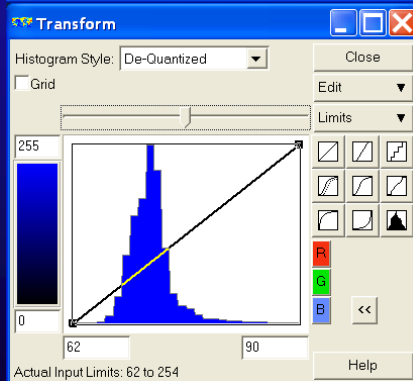 Transform
Histogram Style: De-Quantized
Close
Grid
Edit
Limits
255
R
G
B
<<
0
62 90
Actual Input Limits: 62 to 254
Help